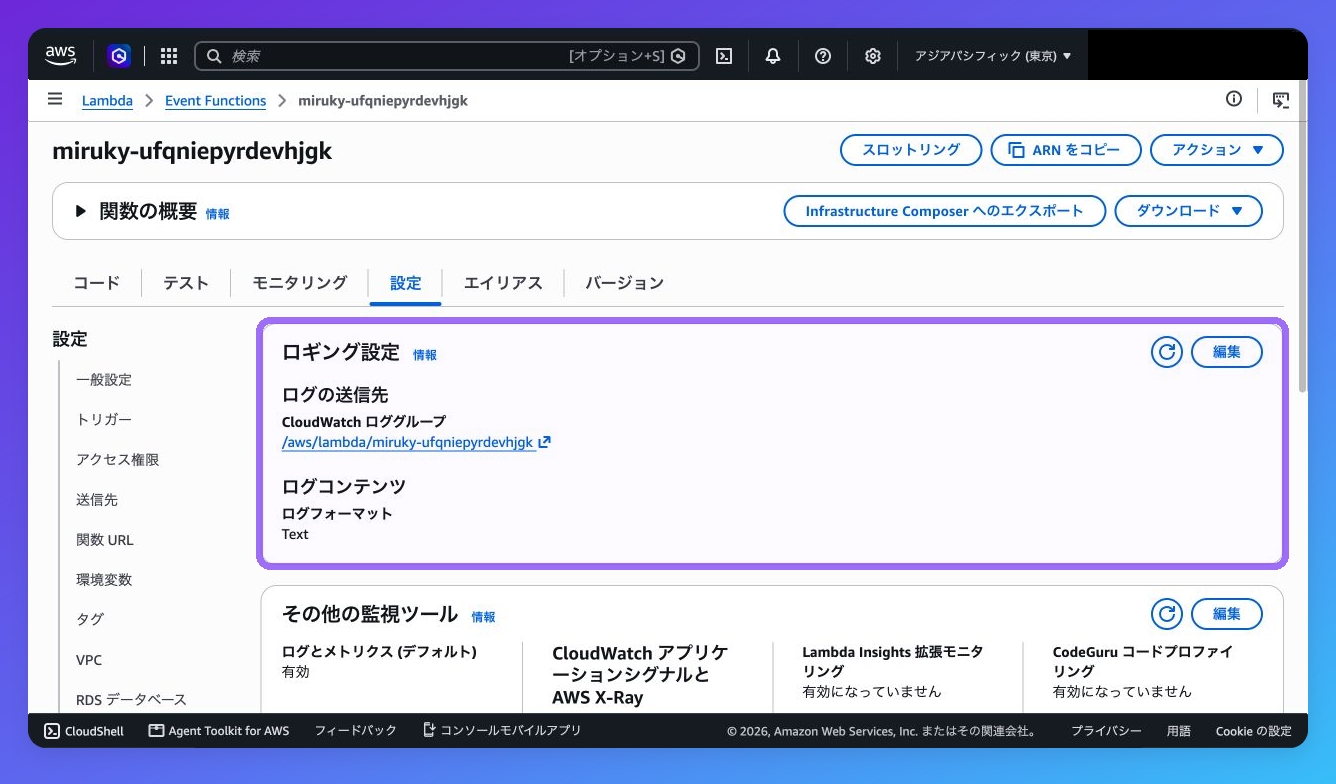 aws
検索
[オプション+S]
アジアパシフィック (東京)
Lambda
Event Functions
miruky-ufqniepyrdevhjgk
miruky-ufqniepyrdevhjgk
スロットリング
ARN をコピー
アクション
関数の概要 情報
Infrastructure Composer へのエクスポート
ダウンロード
コード
テスト
モニタリング
設定
エイリアス
バージョン
設定
一般設定
トリガー
アクセス権限
送信先
関数 URL
環境変数
タグ
VPC
RDS データベース
ロギング設定 情報
編集
ログの送信先
CloudWatch ロググループ
/aws/lambda/miruky-ufqniepyrdevhjgk
ログコンテンツ
ログフォーマット
Text
その他の監視ツール 情報
編集
ログとメトリクス (デフォルト)
有効
CloudWatch アプリケ
ーションシグナルと
AWS X-Ray
Lambda Insights 拡張モニタ
リング
有効になっていません
CodeGuru コードプロファイ
リング
有効になっていません
CloudShell
Agent Toolkit for AWS
フィードバック
コンソールモバイルアプリ
© 2026, Amazon Web Services, Inc. またはその関連会社。
プライバシー
用語
Cookie の設定